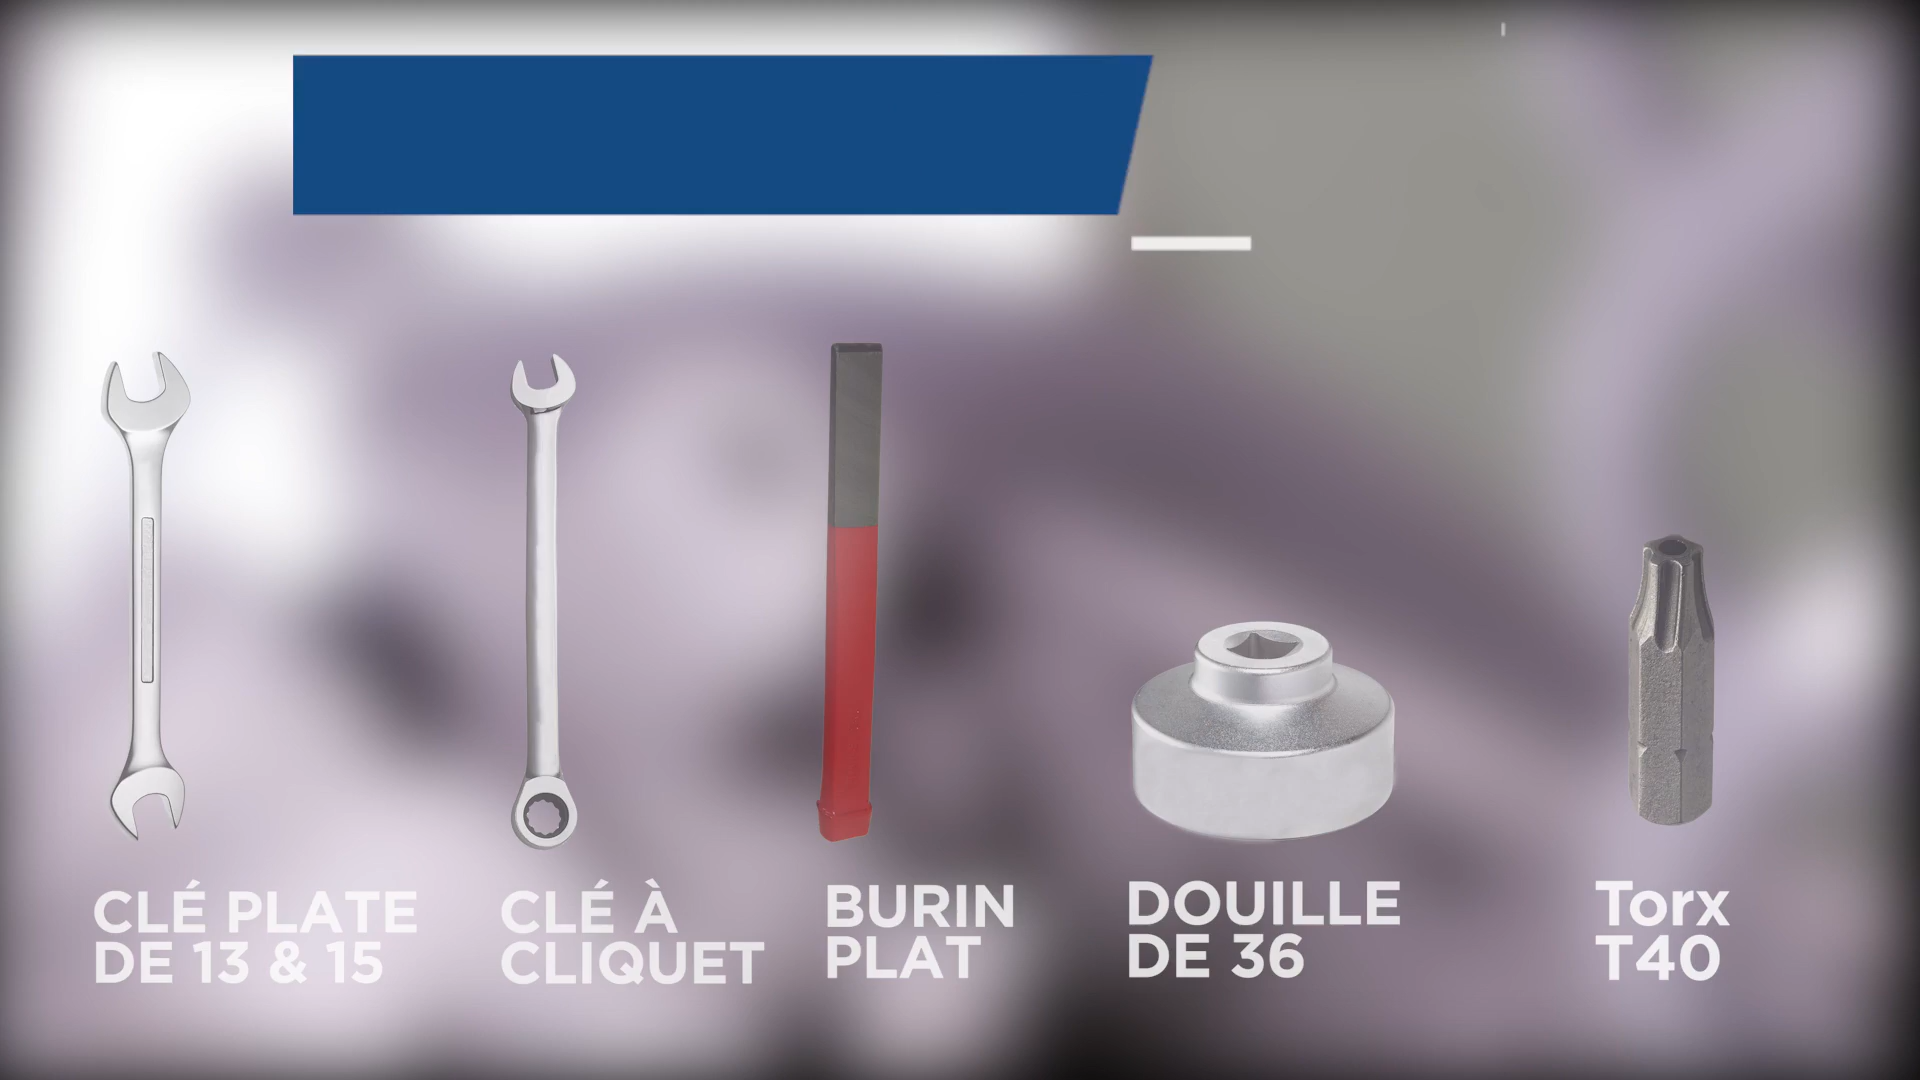 CLÉ PLATE
DE 13 & 15
CLÉ À
CLIQUET
BURIN
PLAT
DOUILLE
DE 36
Torx
T40